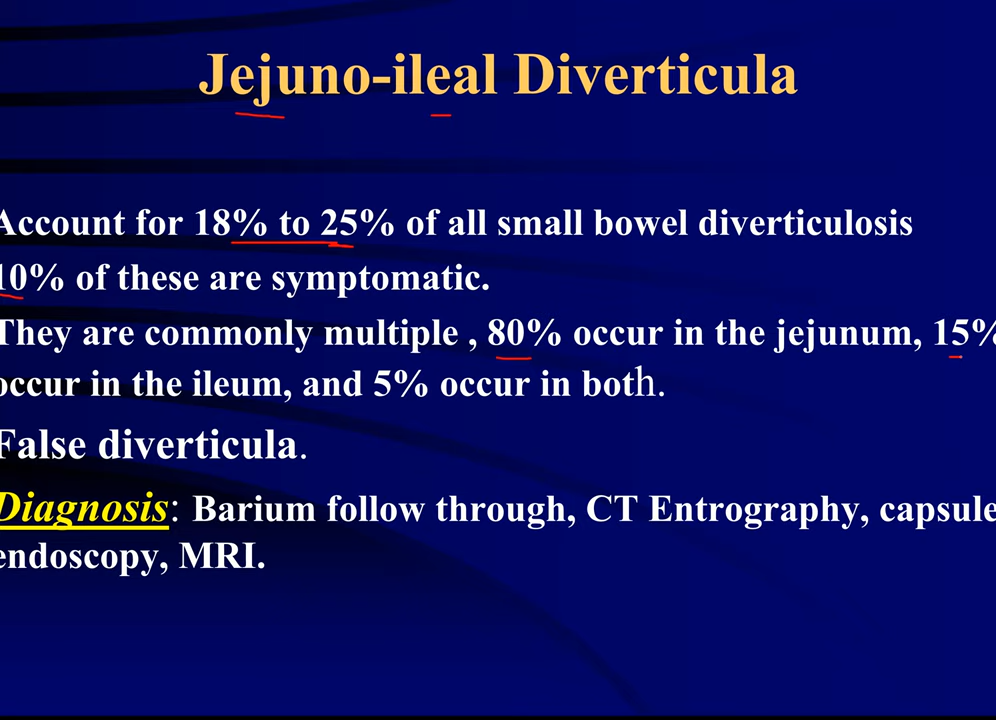 Jejuno-ileal Diverticula
Account for 18% to 25% of all small bowel diverticulosis
10% of these are symptomatic.
They are commonly multiple , 80% occur in the jejunum, 15%
occur in the ileum, and 5% occur in both.
False diverticula.
Diagnosis: Barium follow through, CT Entrography, capsule
endoscopy, MRI.